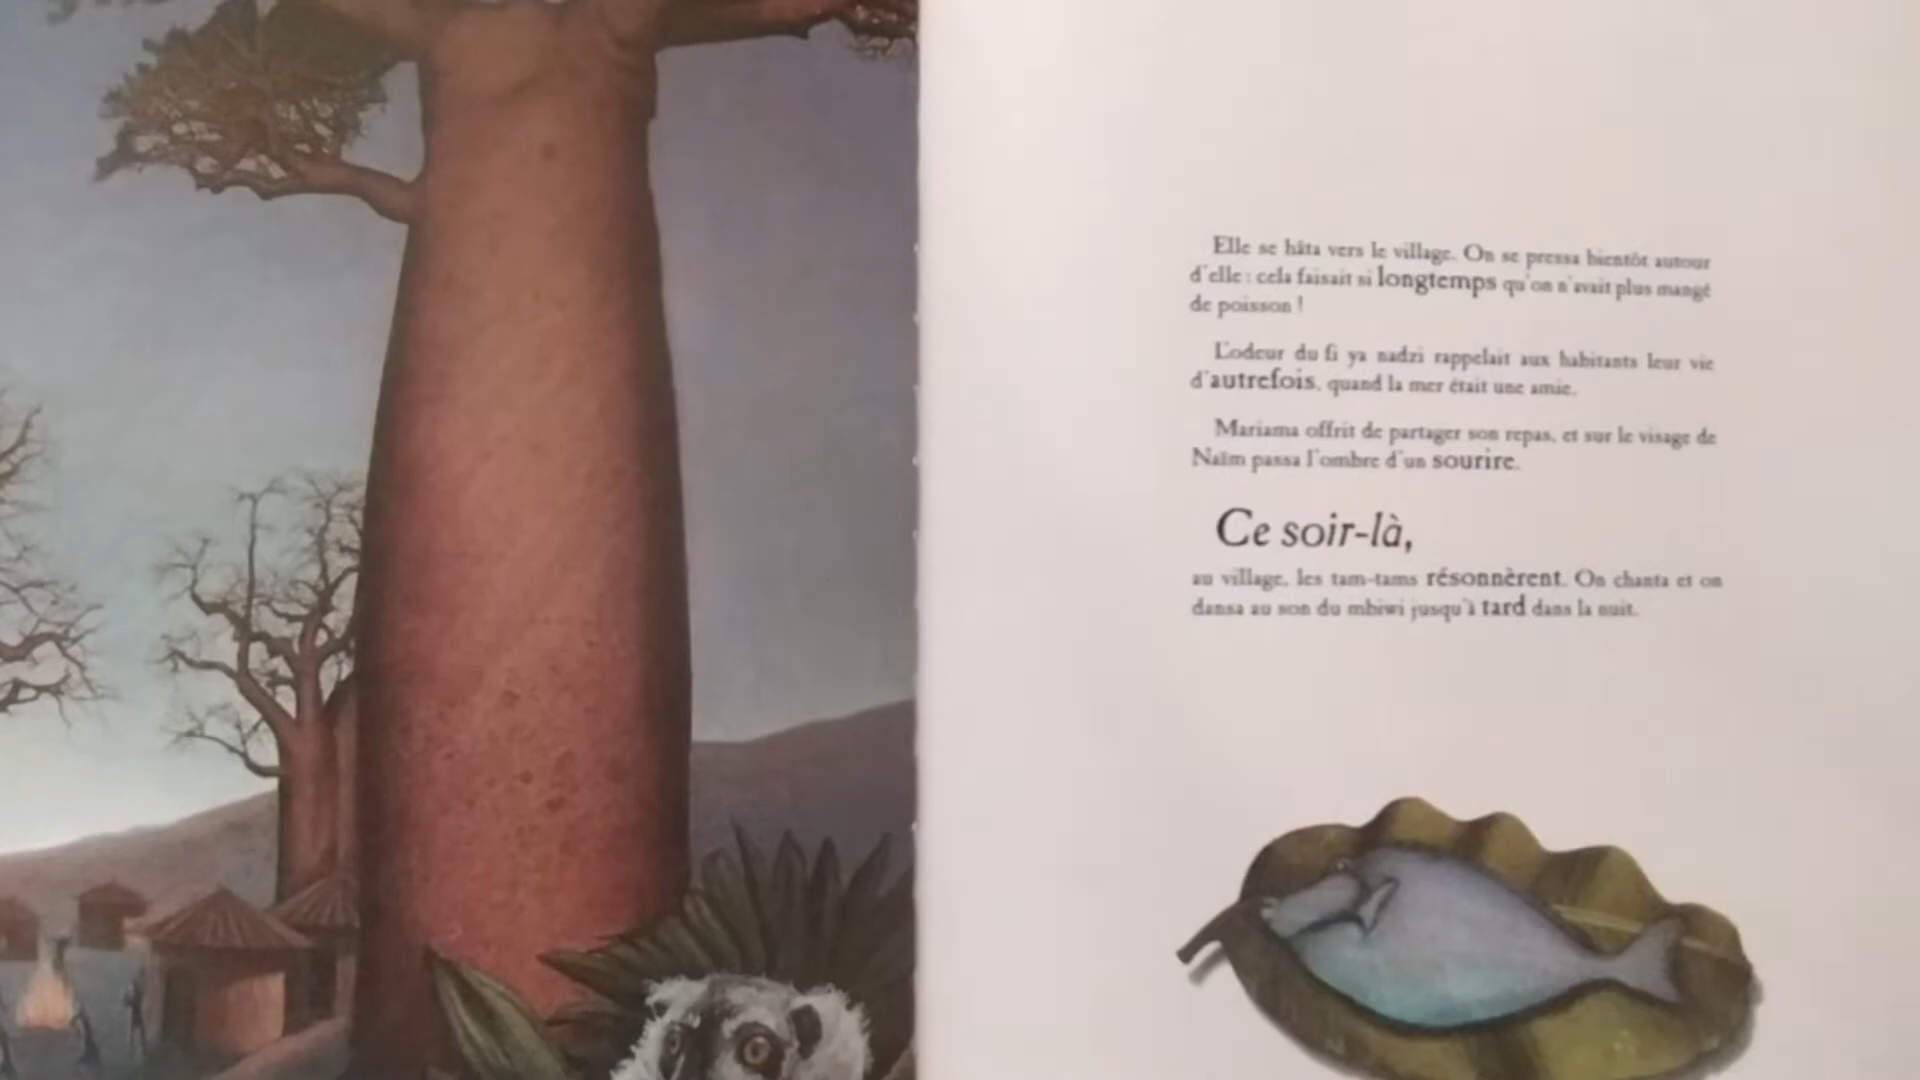 Elle se hâta vers le village. On se pressa bientôt autour
d'elle : cela faisait si longtemps qu'on n'avait plus mangé
de poisson !
L'odeur du fi ya nadzi rappelait aux habitants leur vie
d'autrefois, quand la mer était une amie.
Mariama offrit de partager son repas, et sur le visage de
Naïm passa l'ombre d'un sourire.
Ce soir-là,
au village, les tam-tams résonnèrent. On chanta et on
dansa au son du mbiwi jusqu'à tard dans la nuit.